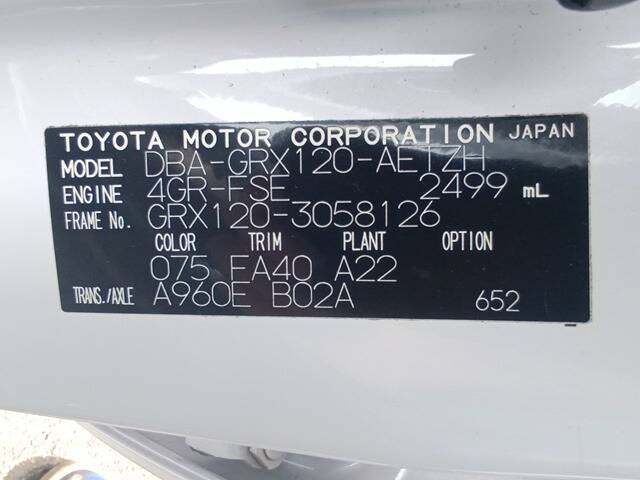 TOYOTA MOTOR CORPORATION JAPAN
MODEL DBA-GRX120-AETZH
ENGINE 4GR-FSE 2499 mL
FRAME No. GRX120-3058126
COLOR TRIM PLANT OPTION
075 FA40 A22
TRANS./AXLE A960E B02A 652